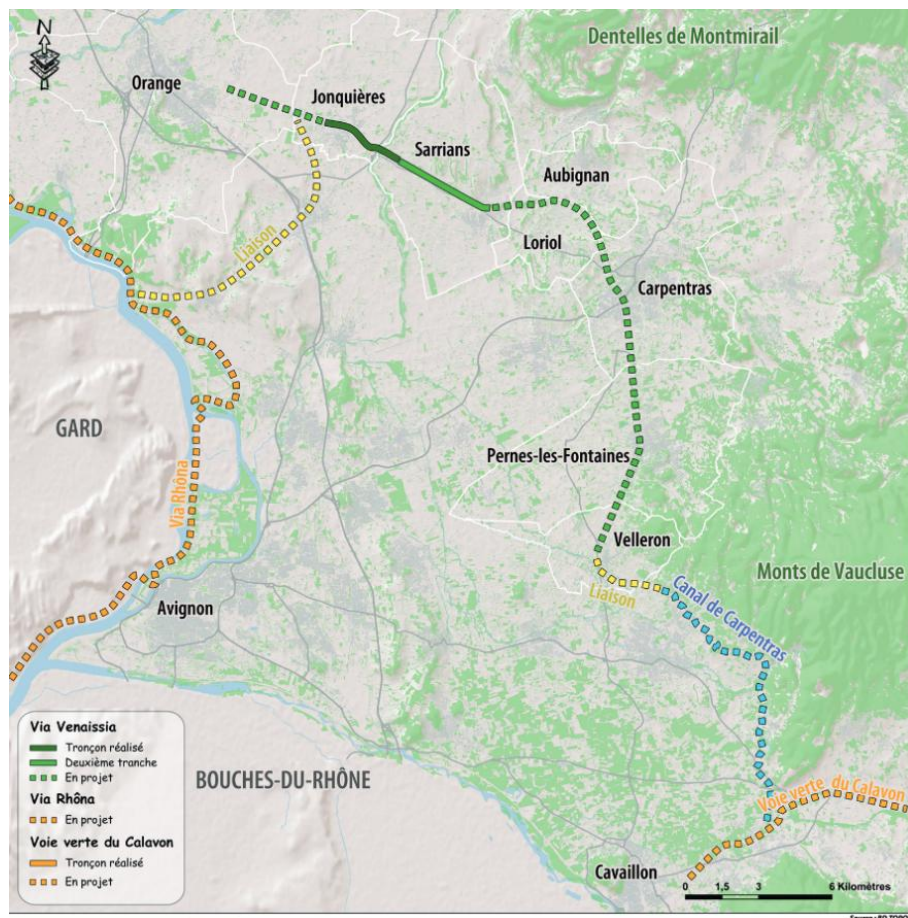 N
Dentelles de Montmirail
Orange
Jonquières
Sarrians
Aubignan
Liaison
Loriol
Carpentras
GARD
Pernes-les-Fontaines
Via Rhôna
Velleron
Monts de Vaucluse
Liaison
Canal de Carpentras
Avignon
Via Venaissia
Tronçon réalisé
Deuxième tranche
En projet
Via Rhôna
En projet
Voie verte du Calavon
Tronçon réalisé
En projet
BOUCHES-DU-RHÔNE
Voie verte du Calavon
Cavaillon
0 1,5 3 6 Kilomètres